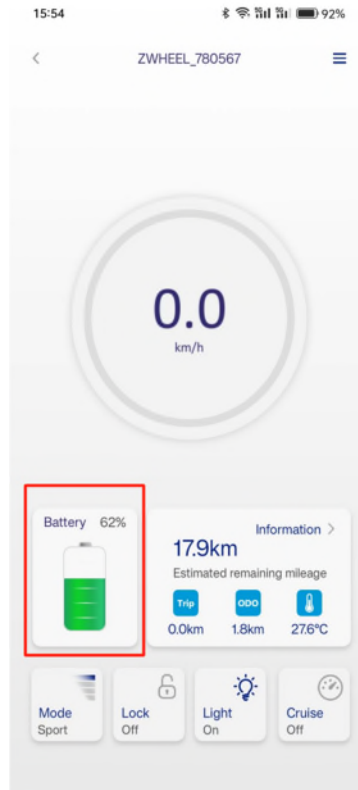 15:54 92%
ZWHEEL_780567
0.0
km/h
Battery 62%
Information >
17.9km
Estimated remaining mileage
Trip ODO
0.0km 1.8km 27.6°C
Mode Lock Light Cruise
Sport Off On Off